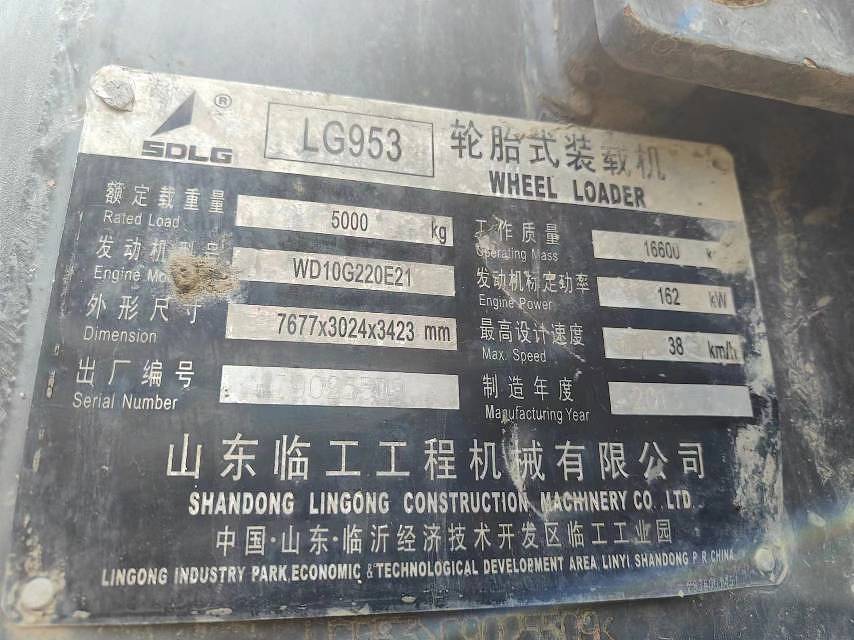 SDLG ®
LG953
轮胎式装载机
WHEEL LOADER
额定载重量
Rated Load
5000 kg
工作质量
Operating Mass
16600
发动机型号
Engine
WD10G220E21
发动机标定功率
Engine Power
162 kW
外形尺寸
Dimension
7677x3024x3423 mm
最高设计速度
Max. Speed
38 km/h
出厂编号
Serial Number
制造年度
Manufacturing Year
山东临工工程机械有限公司
SHANDONG LINGONG CONSTRUCTION MACHINERY CO.,LTD
中国·山东·临沂经济技术开发区临工工业园
LINGONG INDUSTRY PARK,ECONOMIC & TECHNOLOGICAL DEVELOPMENT AREA LINYI SHANDONG P R CHINA